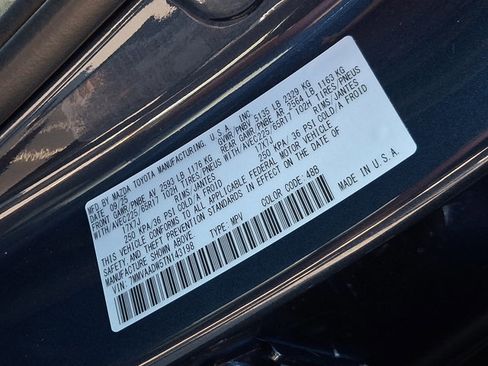 MFD BY MAZDA TOYOTA MANUFACTURING, U.S.A., INC.
09/25 GVWR/PNBV 5135 LB 2329 KG
FRONT GAWR/PNBE AV 2593 LB 1176 KG REAR GAWR/PNBE AR 2564 LB 1163 KG
WITH/AVEC 225/65R17 102H TIRES/PNEUS WITH/AVEC 225/65R17 102H TIRES/PNEUS
17X7J RIMS JANTES 17X7J RIMS JANTES
250 KPA/ 36 PSI COLD/A FROID 250 KPA/ 36 PSI COLD/A FROID
THIS VEHICLE CONFORMS TO ALL APPLICABLE FEDERAL MOTOR VEHICLE
SAFETY AND THEFT PREVENTION STANDARDS IN EFFECT ON THE DATE OF
MANUFACTURE SHOWN ABOVE.
VIN: TYPE: MPV COLOR CODE: 48B
MADE IN U.S.A.